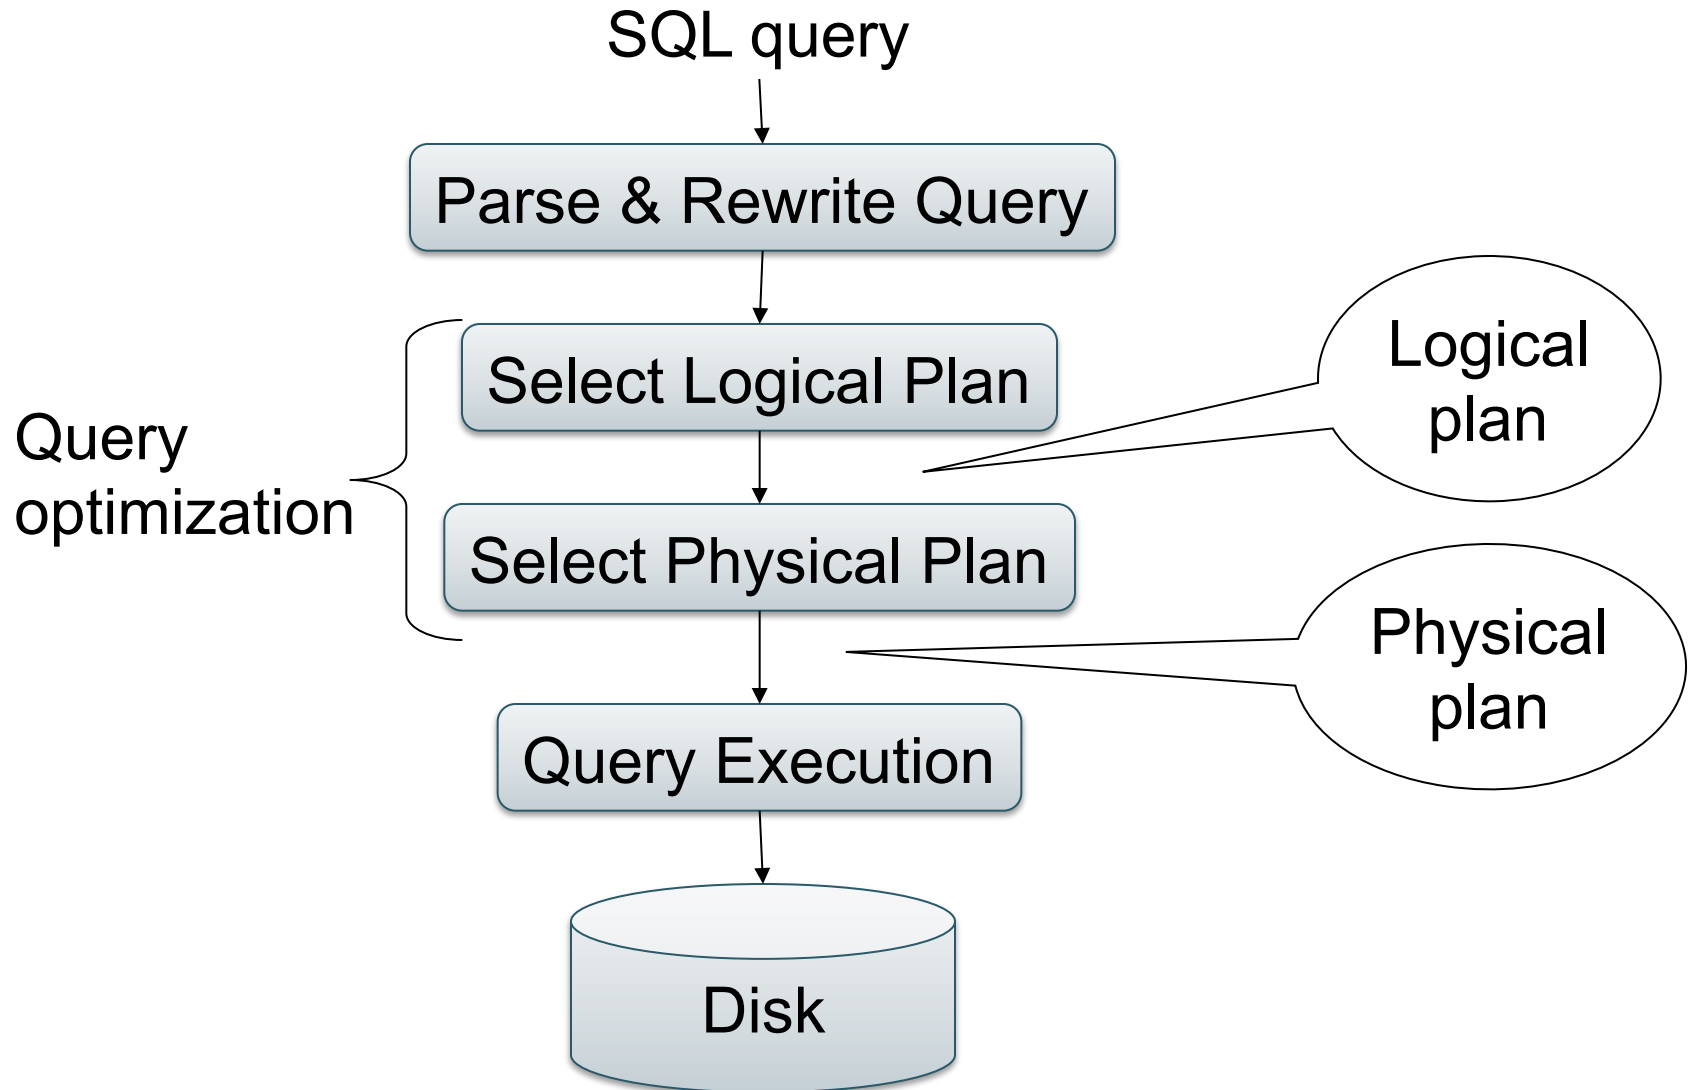 SQL query
Parse & Rewrite Query
Select Logical Plan
Logical
plan
Query
optimization
Select Physical Plan
Physical
plan
Query Execution
Disk